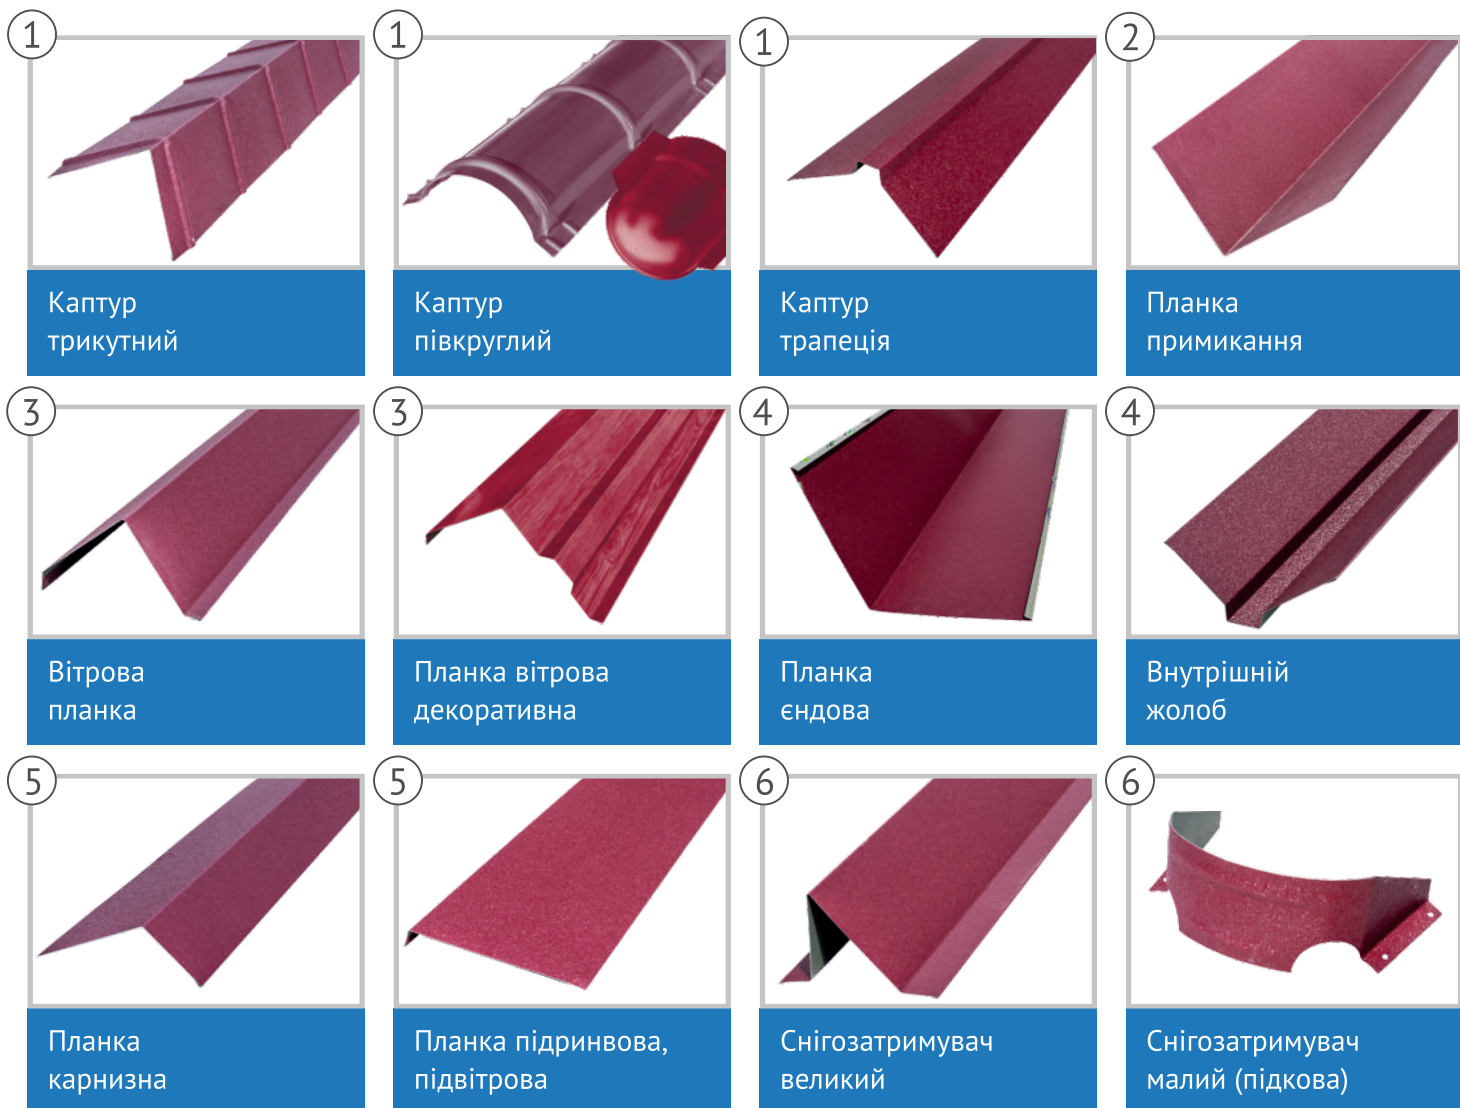 1
1
1
2
Каптур
трикутний
Каптур
півкруглий
Каптур
трапеція
Планка
примикання
3
3
4
4
Вітрова
планка
Планка вітрова
декоративна
Планка
єндова
Внутрішній
жолоб
5
5
6
6
Планка
карнизна
Планка підринвова,
підвітрова
Снігозатримувач
великий
Снігозатримувач
малий (підкова)